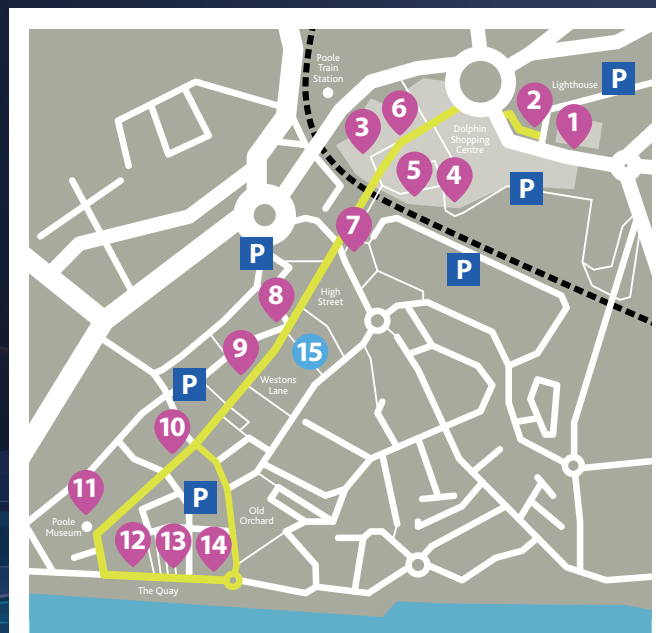 Poole
Train
Station
Lighthouse
P
2
1
6
3
Dolphin
Shopping
Centre
5
4
P
7
P
P
High
Street
8
15
9
Westons
Lane
P
10
11
P
Poole
Museum
Old
Orchard
12
13
14
The Quay